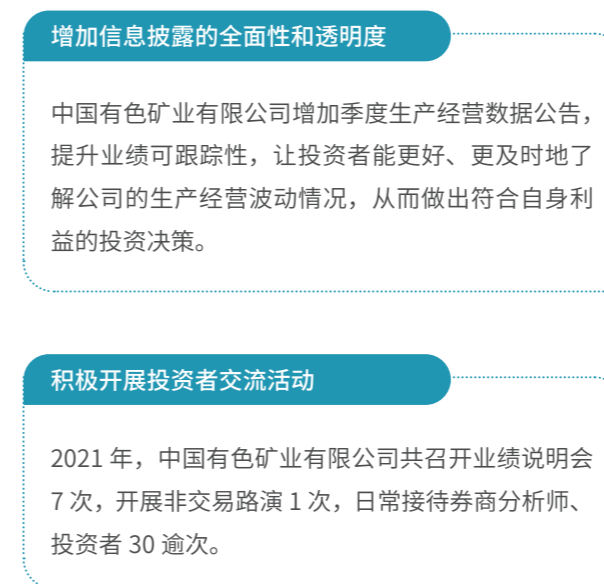 增加信息披露的全面性和透明度
中国有色矿业有限公司增加季度生产经营数据公告，
提升业绩可跟踪性，让投资者能更好、更及时地了
解公司的生产经营波动情况，从而做出符合自身利
益的投资决策。
积极开展投资者交流活动
2021 年，中国有色矿业有限公司共召开业绩说明会
7 次，开展非交易路演 1 次，日常接待券商分析师、
投资者 30 逾次。